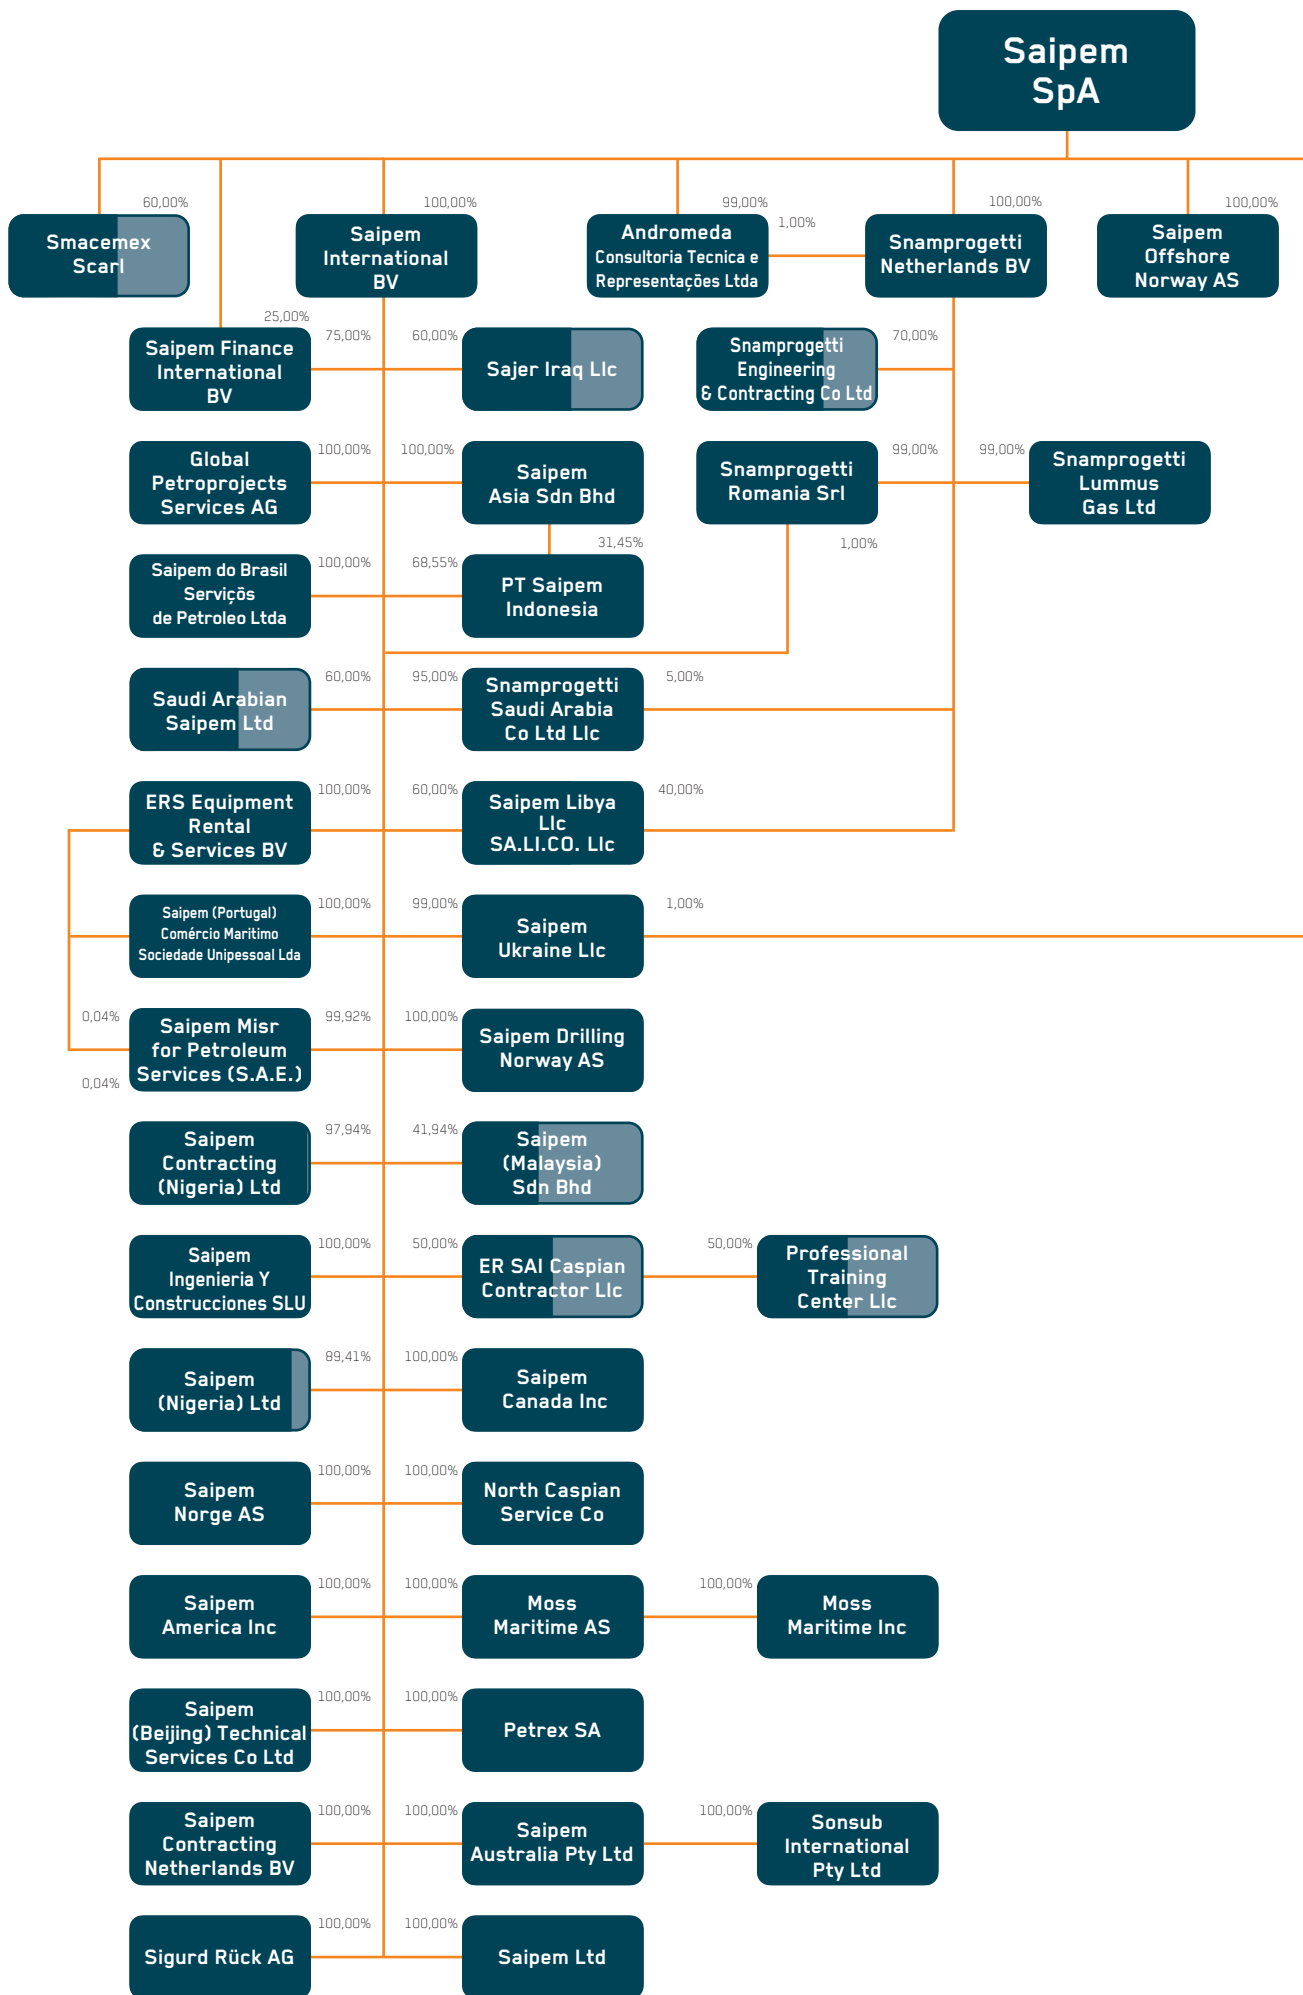 Saipem
SpA
60,00%
100,00%
99,00%
1,00%
100,00%
100,00%
Smacemex
Scarl
Saipem
International
BV
Andromeda
Consultoria Tecnica e
Representações Ltda
Snamprogetti
Netherlands BV
Saipem
Offshore
Norway AS
25,00%
75,00%
60,00%
70,00%
Saipem Finance
International
BV
Sajer Iraq Llc
Snamprogetti
Engineering
& Contracting Co Ltd
100,00%
100,00%
99,00%
99,00%
Global
Petroprojects
Services AG
Saipem
Asia Sdn Bhd
Snamprogetti
Romania Srl
Snamprogetti
Lummus
Gas Ltd
31,45%
1,00%
100,00%
68,55%
Saipem do Brasil
Serviçõs
de Petroleo Ltda
PT Saipem
Indonesia
60,00%
95,00%
5,00%
Saudi Arabian
Saipem Ltd
Snamprogetti
Saudi Arabia
Co Ltd Llc
100,00%
60,00%
40,00%
ERS Equipment
Rental
& Services BV
Saipem Libya
Llc
SA.LI.CO. Llc
100,00%
99,00%
1,00%
Saipem (Portugal)
Comércio Maritimo
Sociedade Unipessoal Lda
Saipem
Ukraine Llc
0,04%
99,92%
100,00%
Saipem Misr
for Petroleum
Services (S.A.E.)
Saipem Drilling
Norway AS
0,04%
97,94%
41,94%
Saipem
Contracting
(Nigeria) Ltd
Saipem
(Malaysia)
Sdn Bhd
100,00%
50,00%
50,00%
Saipem
Ingenieria Y
Construcciones SLU
ER SAI Caspian
Contractor Llc
Professional
Training
Center Llc
89,41%
100,00%
Saipem
(Nigeria) Ltd
Saipem
Canada Inc
100,00%
100,00%
Saipem
Norge AS
North Caspian
Service Co
100,00%
100,00%
100,00%
Saipem
America Inc
Moss
Maritime AS
Moss
Maritime Inc
100,00%
100,00%
Saipem
(Beijing) Technical
Services Co Ltd
Petrex SA
100,00%
100,00%
100,00%
Saipem
Contracting
Netherlands BV
Saipem
Australia Pty Ltd
Sonsub
International
Pty Ltd
100,00%
100,00%
Sigurd Rück AG
Saipem Ltd